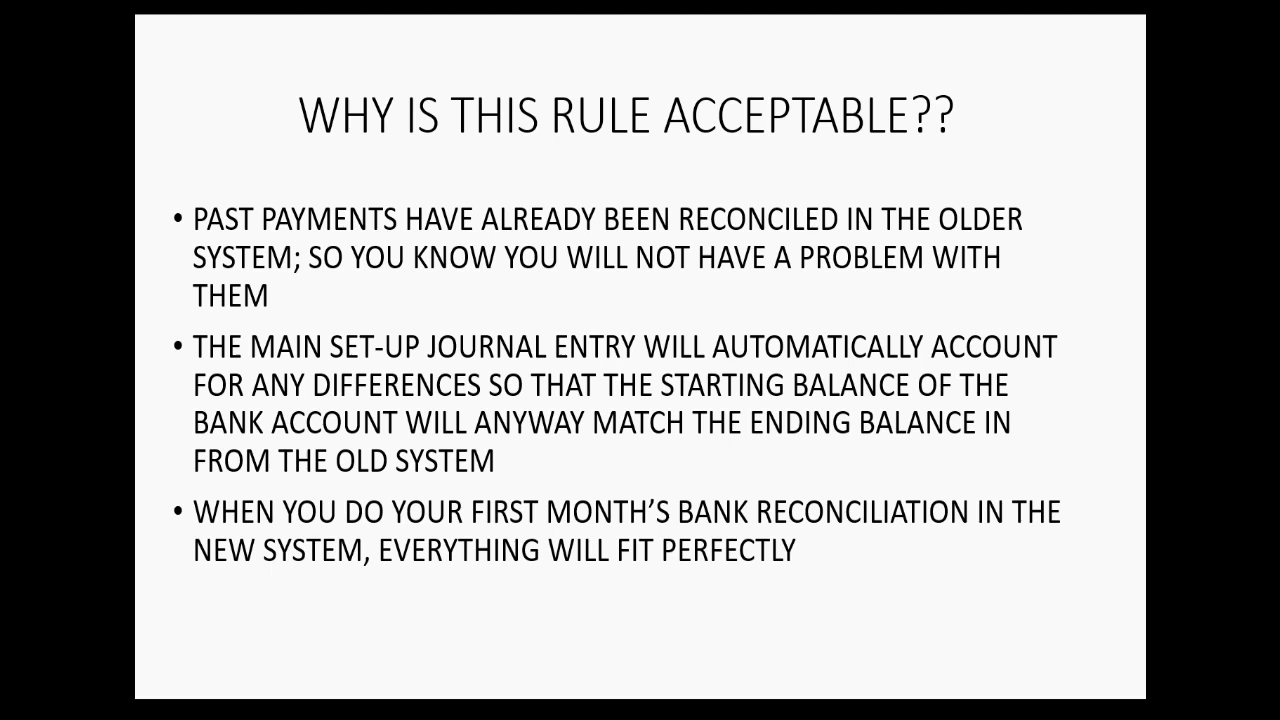 WHY IS THIS RULE ACCEPTABLE??
• PAST PAYMENTS HAVE ALREADY BEEN RECONCILED IN THE OLDER
SYSTEM; SO YOU KNOW YOU WILL NOT HAVE A PROBLEM WITH
THEM
• THE MAIN SET-UP JOURNAL ENTRY WILL AUTOMATICALLY ACCOUNT
FOR ANY DIFFERENCES SO THAT THE STARTING BALANCE OF THE
BANK ACCOUNT WILL ANYWAY MATCH THE ENDING BALANCE IN
FROM THE OLD SYSTEM
• WHEN YOU DO YOUR FIRST MONTH’S BANK RECONCILIATION IN THE
NEW SYSTEM, EVERYTHING WILL FIT PERFECTLY